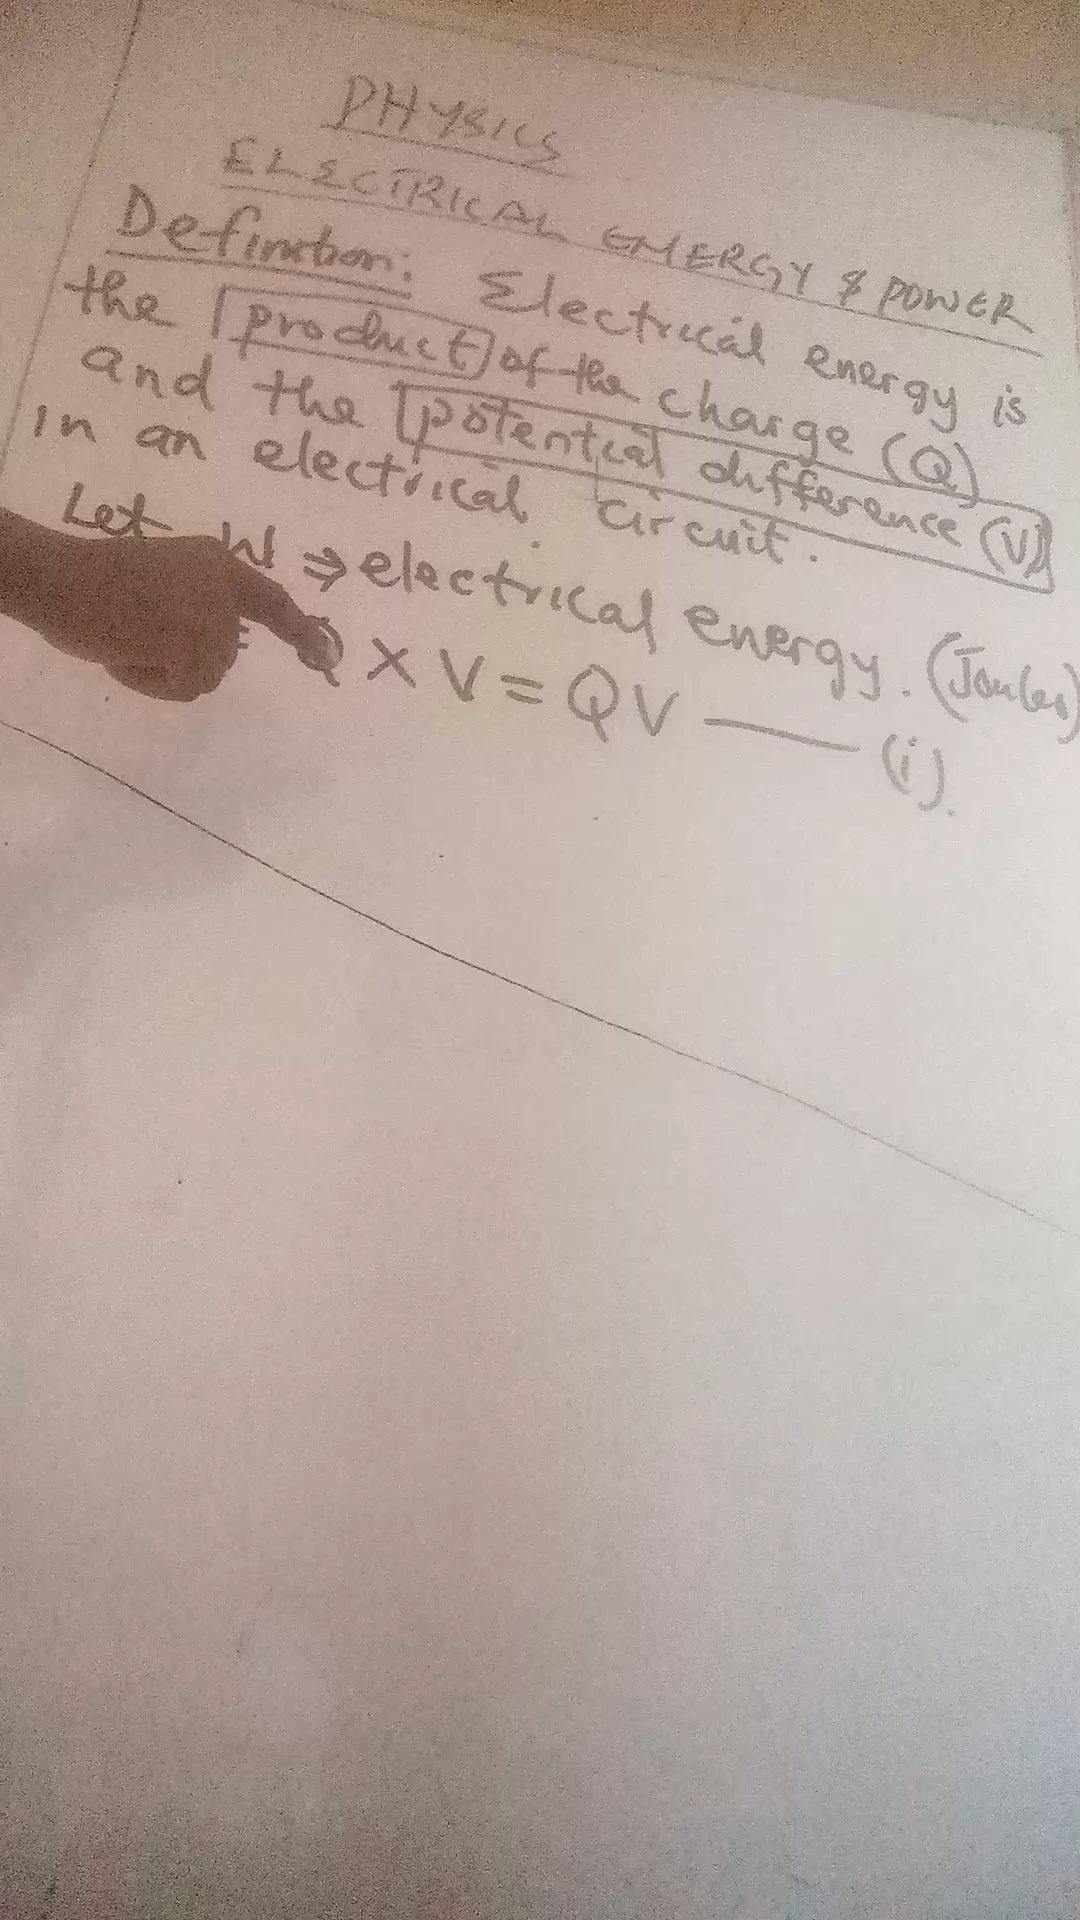 PHYSICS
ELECTRICAL ENERGY & POWER
Definition: Electrical energy is
the product of the charge (Q)
and the potential difference (V)
in an electrical circuit.
Let W ⇒ electrical energy. (Joules)
= Q X V = QV — (i).